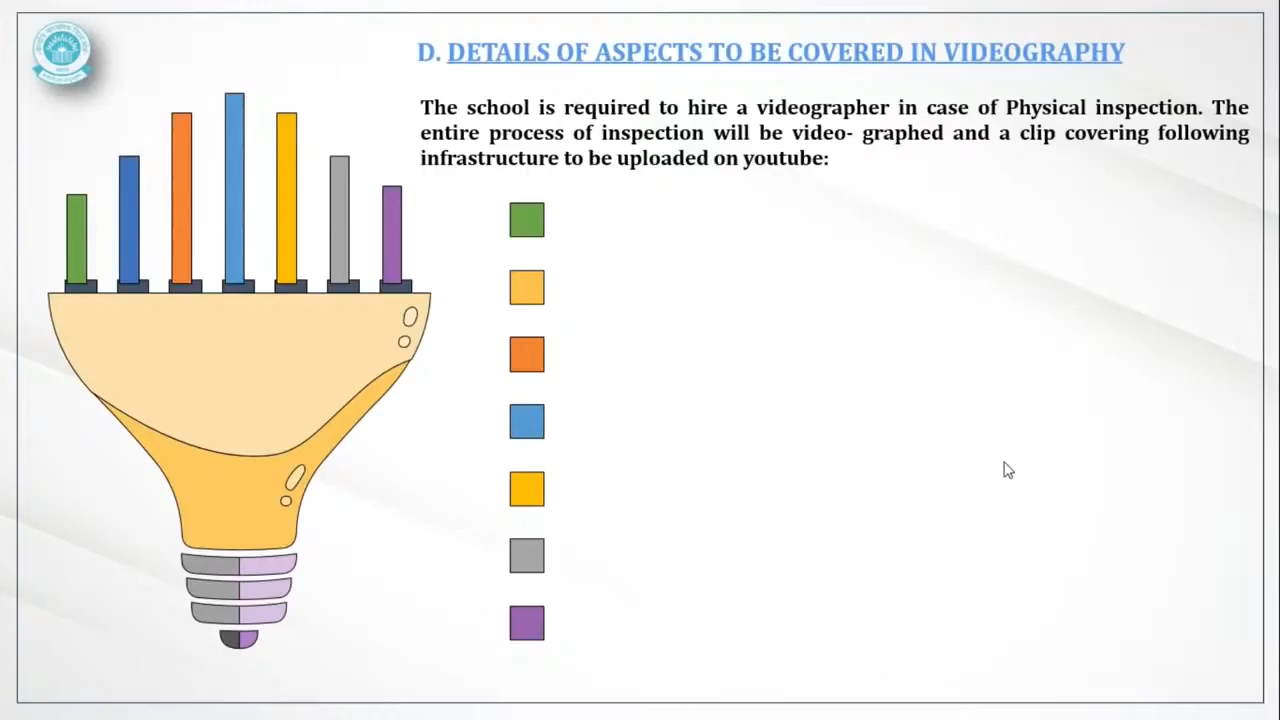 D. DETAILS OF ASPECTS TO BE COVERED IN VIDEOGRAPHY
The school is required to hire a videographer in case of Physical inspection. The
entire process of inspection will be video- graphed and a clip covering following
infrastructure to be uploaded on youtube: